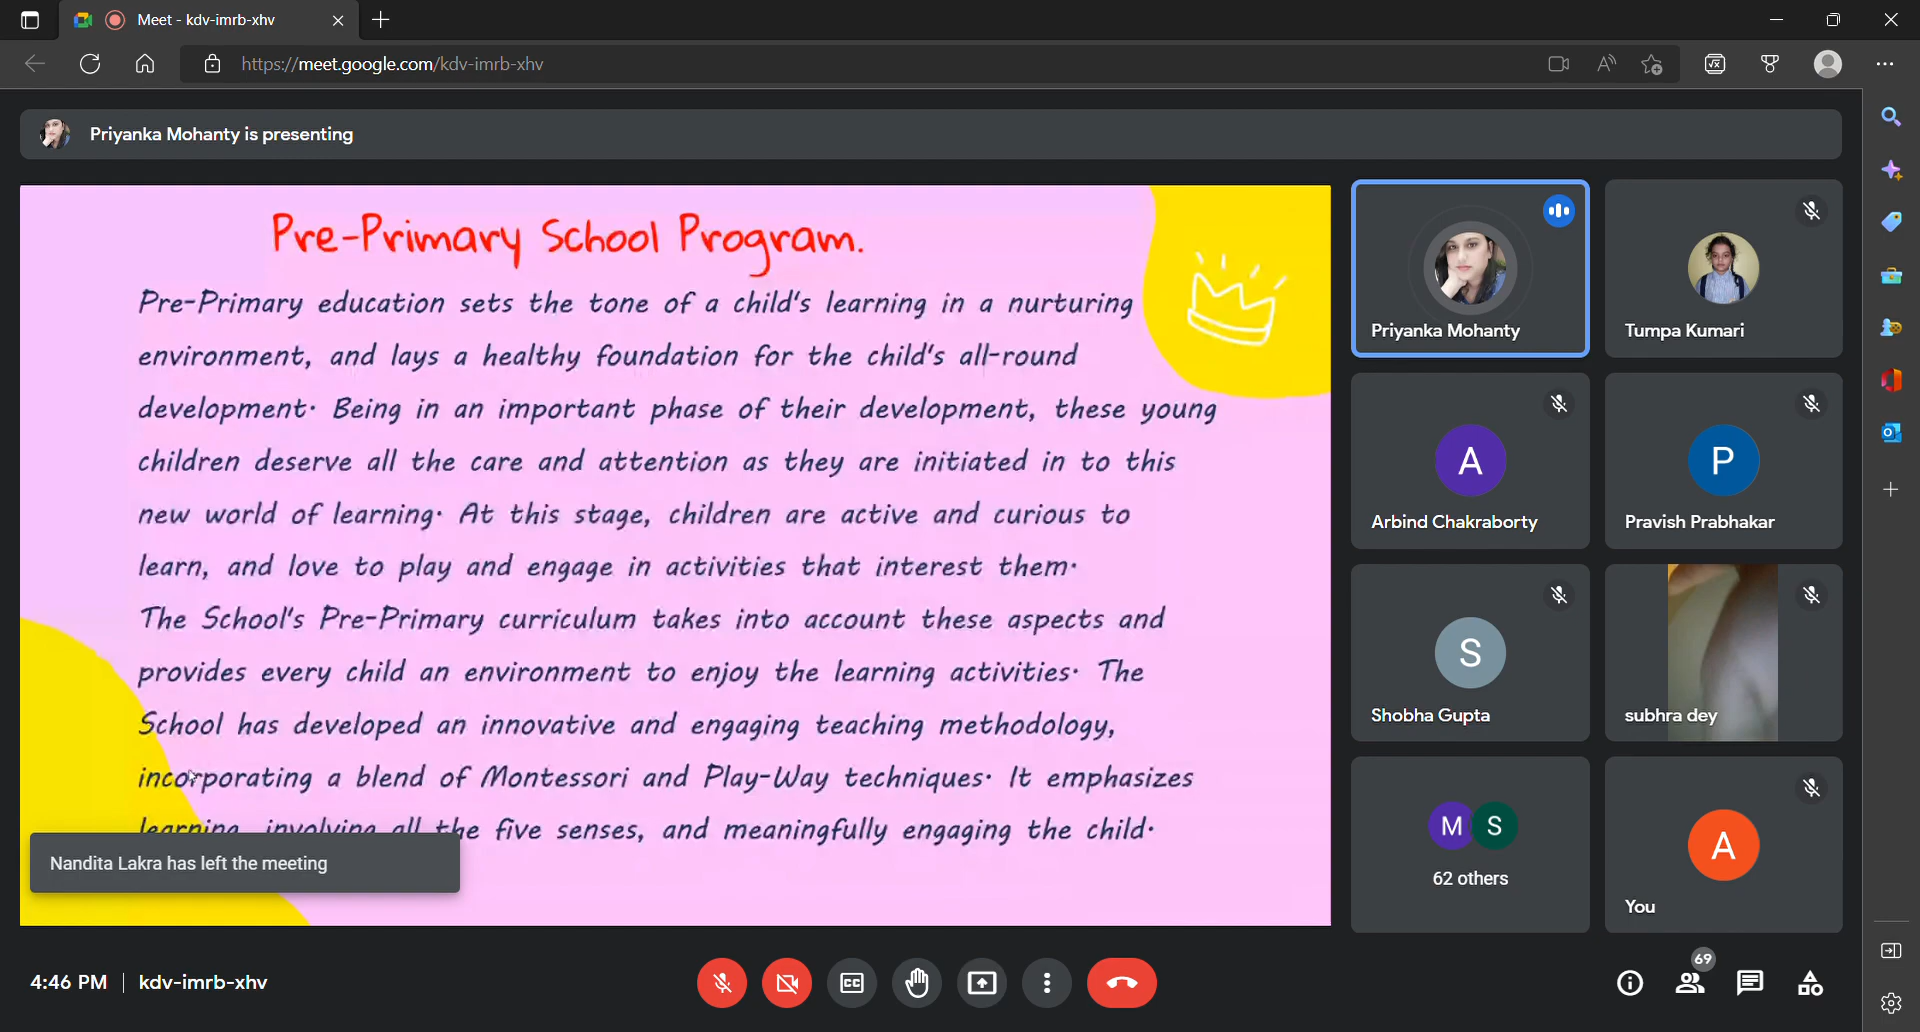 Meet - kdv-imrb-xhv
https://meet.google.com/kdv-imrb-xhv
Priyanka Mohanty is presenting
Pre-Primary School Program.
Pre-Primary education sets the tone of a child's learning in a nurturing
environment, and lays a healthy foundation for the child's all-round
development. Being in an important phase of their development, these young
children deserve all the care and attention as they are initiated in to this
new world of learning. At this stage, children are active and curious to
learn, and love to play and engage in activities that interest them.
The School's Pre-Primary curriculum takes into account these aspects and
provides every child an environment to enjoy the learning activities. The
School has developed an innovative and engaging teaching methodology,
incorporating a blend of Montessori and Play-Way techniques. It emphasizes
learning, involving all the five senses, and meaningfully engaging the child.
Nandita Lakra has left the meeting
Priyanka Mohanty
Tumpa Kumari
A
Arbind Chakraborty
P
Pravish Prabhakar
S
Shobha Gupta
subhra dey
M S
62 others
A
You
4:46 PM | kdv-imrb-xhv
CC
69